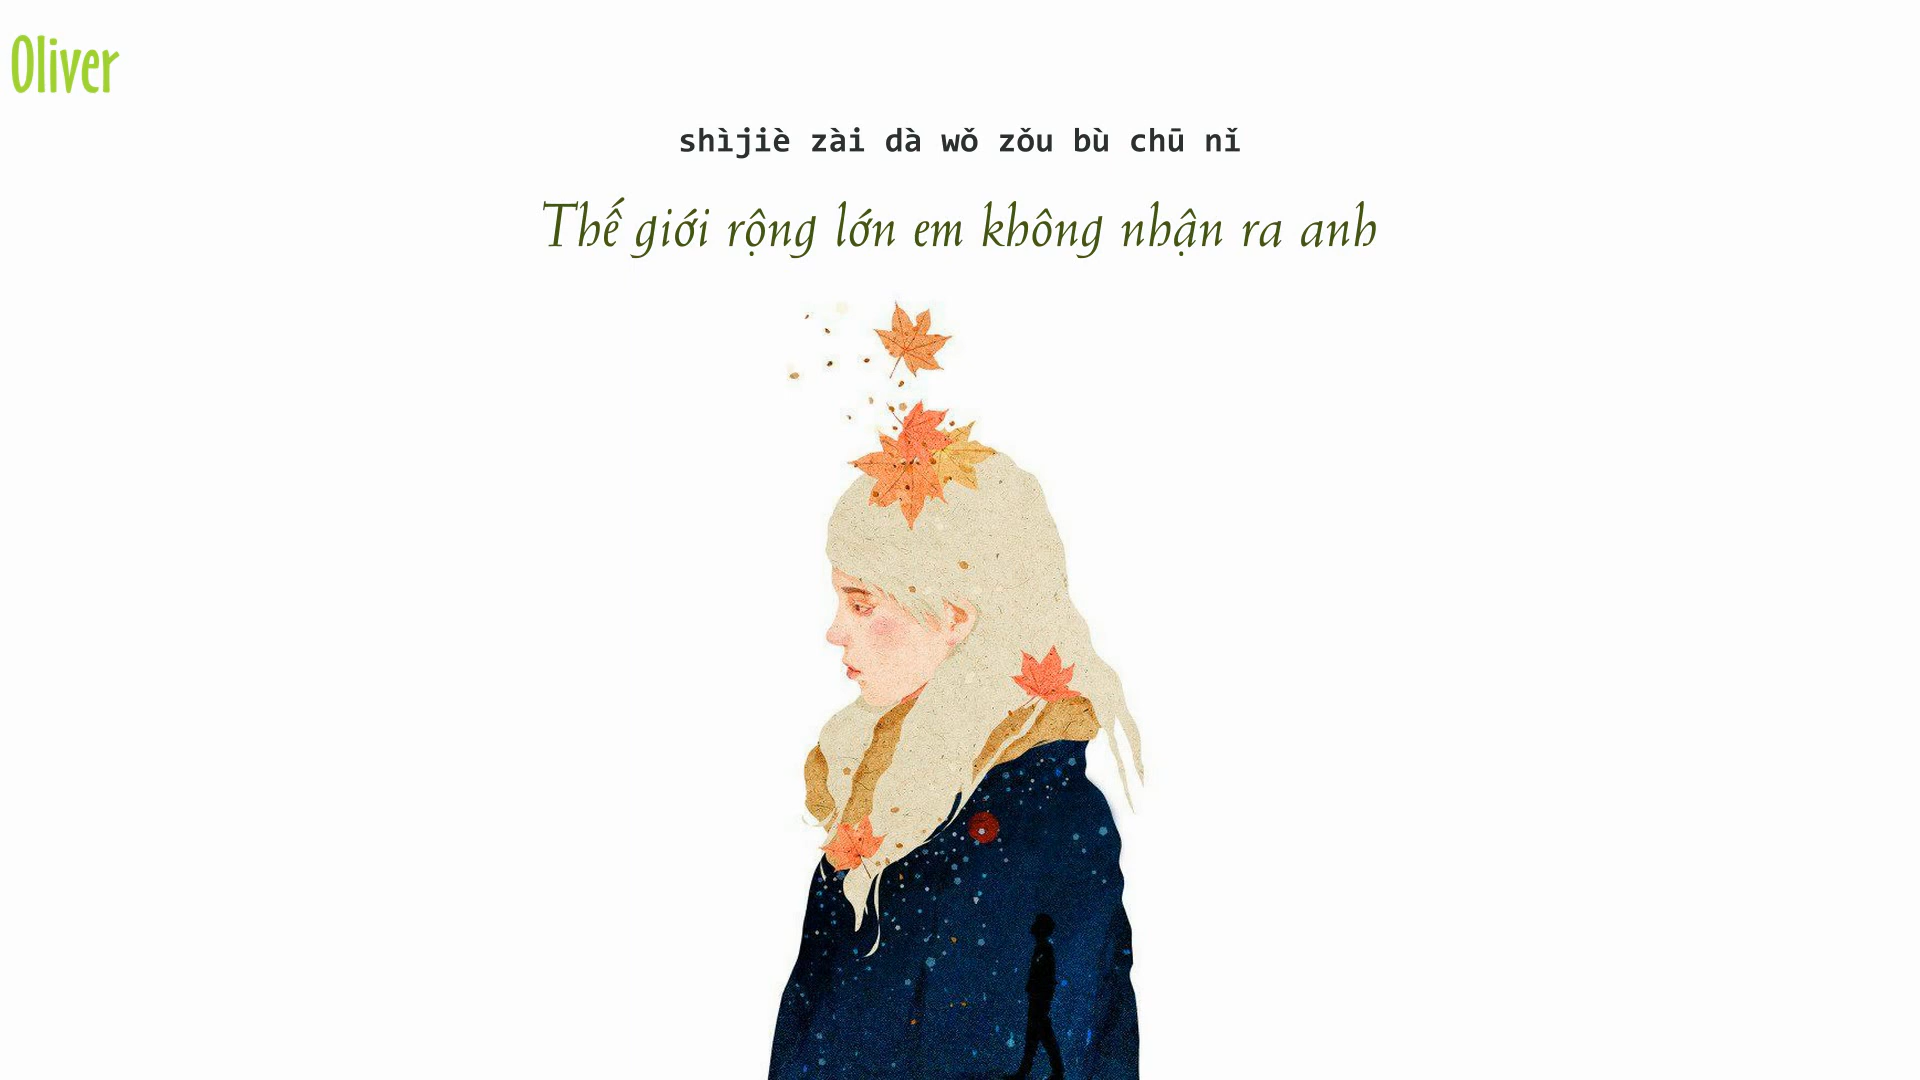 Oliver
shìjiè zài dà wǒ zǒu bù chū nǐ
Thế giới rộng lớn em không nhận ra anh